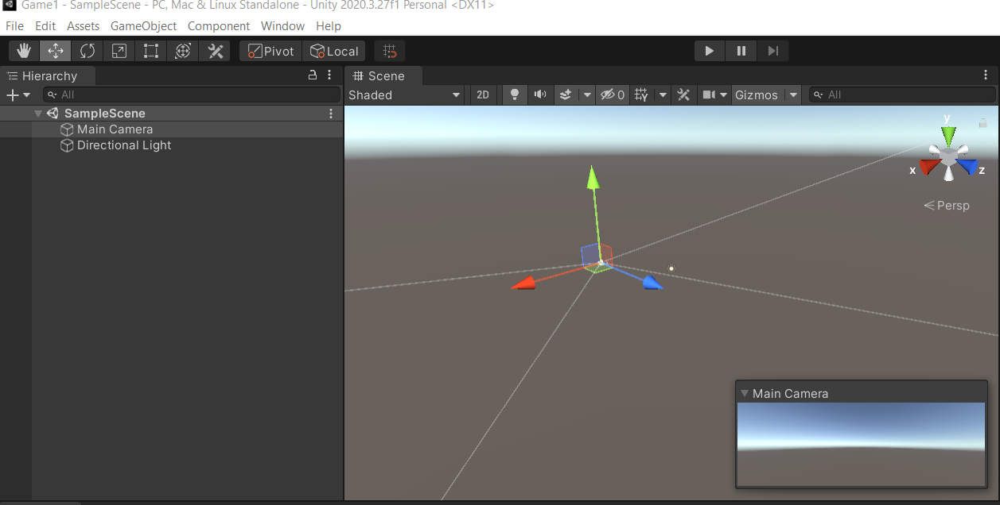 Game1 - SampleScene - PC, Mac & Linux Standalone - Unity 2020.3.27f1 Personal <DX11>
File Edit Assets GameObject Component Window Help
Pivot Local
Hierarchy
Scene
All
Shaded 2D 0 Gizmos All
SampleScene
Main Camera
Directional Light
y
x z
Persp
Main Camera